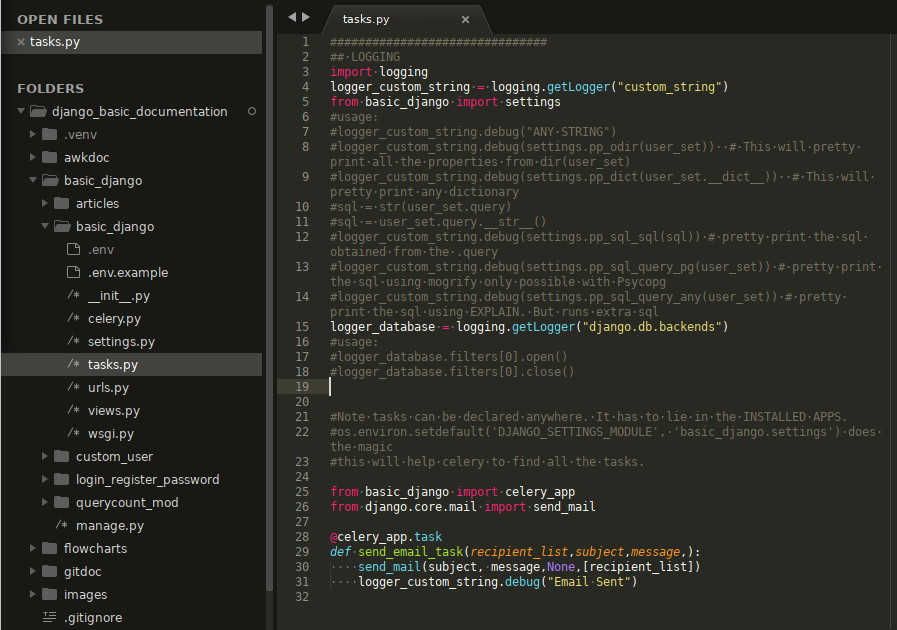 OPEN FILES
× tasks.py
FOLDERS
django_basic_documentation
.venv
awkdoc
basic_django
articles
basic_django
.env
.env.example
/* __init__.py
/* celery.py
/* settings.py
/* tasks.py
/* urls.py
/* views.py
/* wsgi.py
custom_user
login_register_password
querycount_mod
/* manage.py
flowcharts
gitdoc
images
.gitignore
tasks.py ×
1 ###############################
2 ## LOGGING
3 import logging
4 logger_custom_string = logging.getLogger("custom_string")
5 from basic_django import settings
6 #usage:
7 #logger_custom_string.debug("ANY STRING")
8 #logger_custom_string.debug(settings.pp_odir(user_set))  # This will pretty
print all the properties from dir(user_set)
9 #logger_custom_string.debug(settings.pp_dict(user_set.__dict__))  # This will
pretty print any dictionary
10 #sql = str(user_set.query)
11 #sql = user_set.query.__str__()
12 #logger_custom_string.debug(settings.pp_sql_sql(sql)) # pretty print the sql
obtained from the .query
13 #logger_custom_string.debug(settings.pp_sql_query_pg(user_set)) # pretty print
the sql using mogrify only possible with Psycopg
14 #logger_custom_string.debug(settings.pp_sql_query_any(user_set)) # pretty
print the sql using EXPLAIN. But runs extra sql
15 logger_database = logging.getLogger("django.db.backends")
16 #usage:
17 #logger_database.filters[0].open()
18 #logger_database.filters[0].close()
19
20
21 #Note tasks can be declared anywhere. It has to lie in the INSTALLED APPS.
22 #os.environ.setdefault('DJANGO_SETTINGS_MODULE', 'basic_django.settings') does
the magic
23 #this will help celery to find all the tasks.
24
25 from basic_django import celery_app
26 from django.core.mail import send_mail
27
28 @celery_app.task
29 def send_email_task(recipient_list,subject,message,):
30     send_mail(subject, message,None,[recipient_list])
31     logger_custom_string.debug("Email Sent")
32